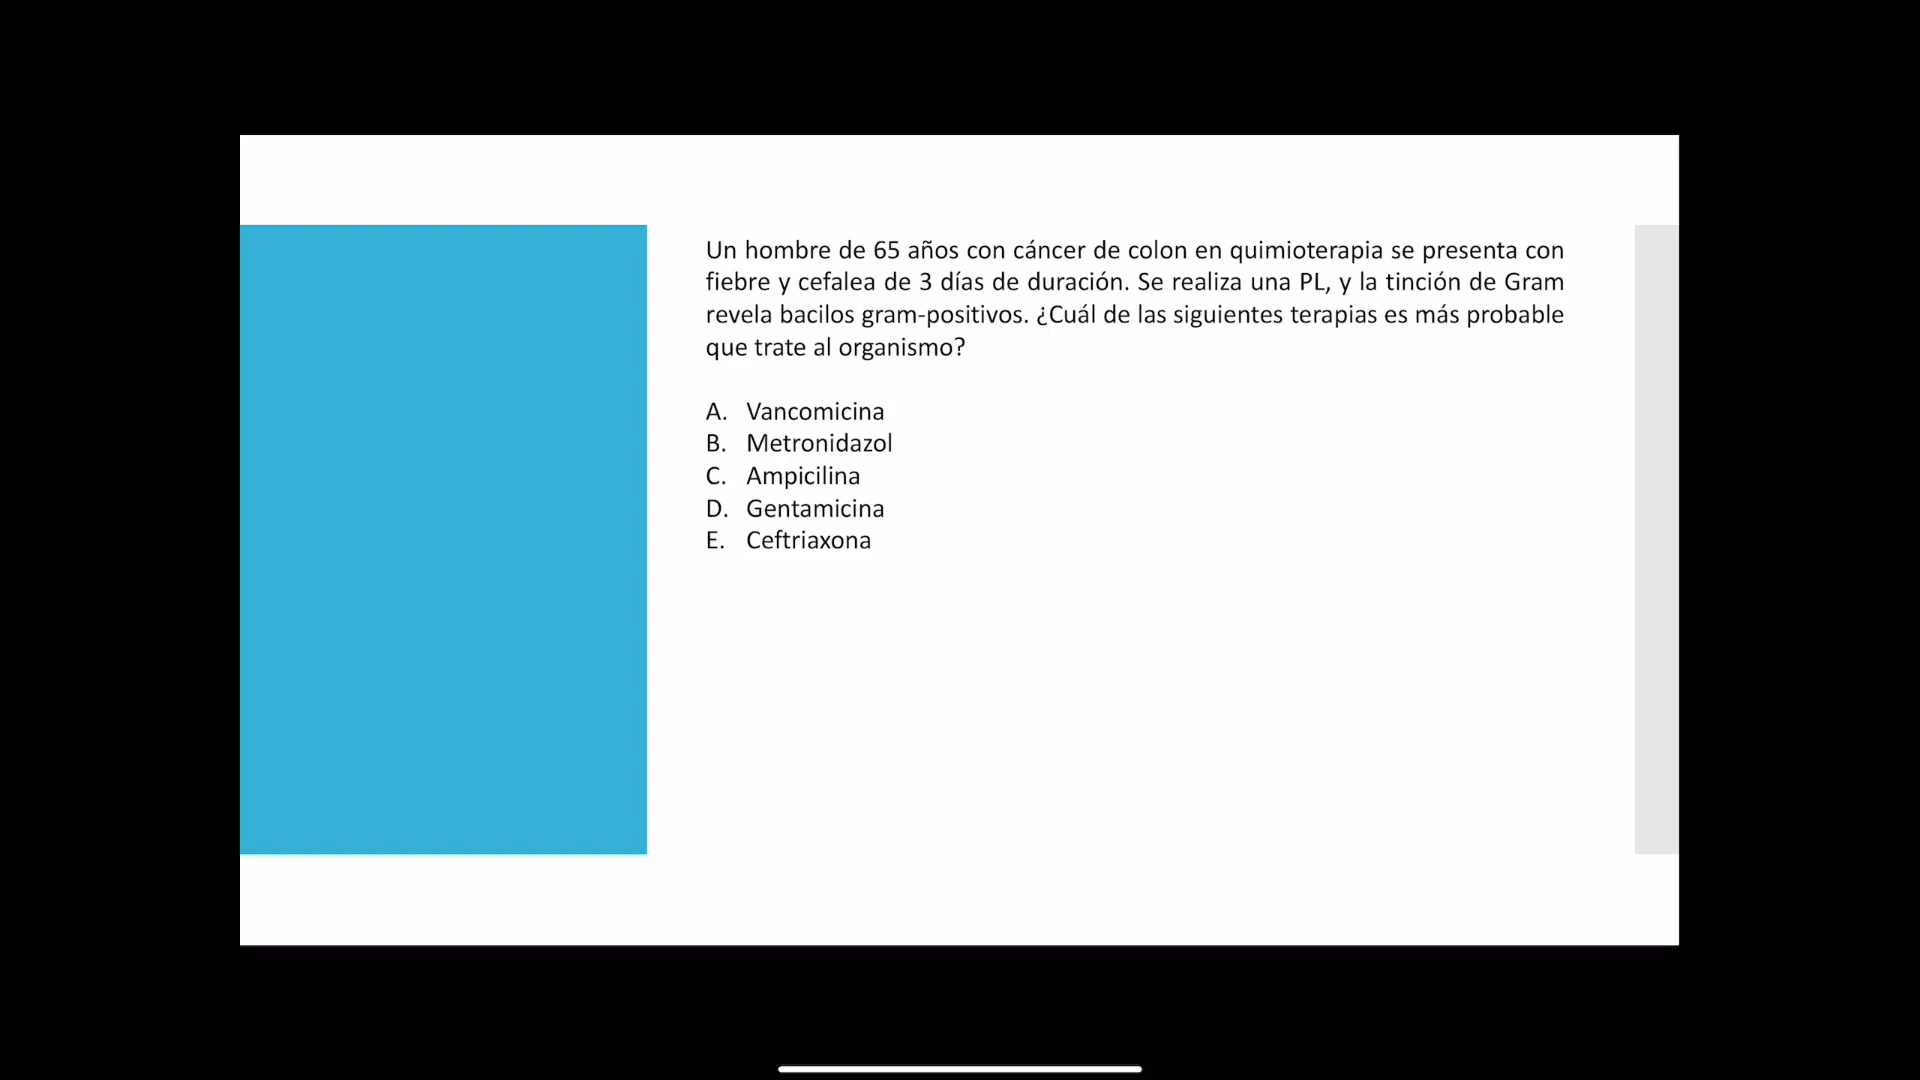 Un hombre de 65 años con cáncer de colon en quimioterapia se presenta con
fiebre y cefalea de 3 días de duración. Se realiza una PL, y la tinción de Gram
revela bacilos gram-positivos. ¿Cuál de las siguientes terapias es más probable
que trate al organismo?
A. Vancomicina
B. Metronidazol
C. Ampicilina
D. Gentamicina
E. Ceftriaxona